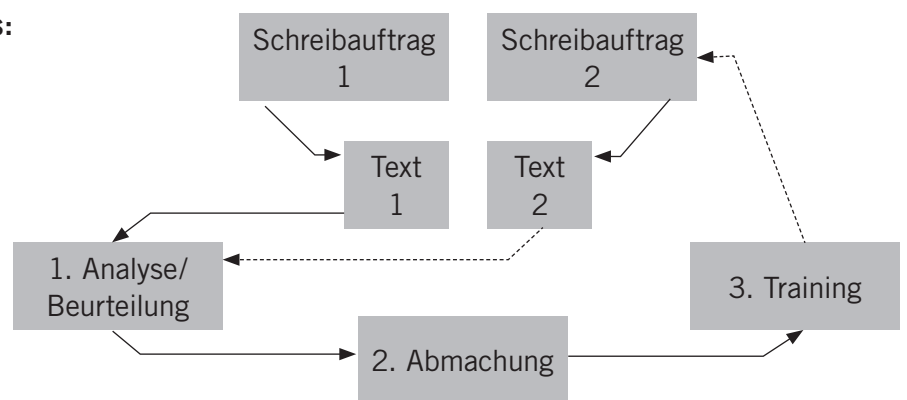 s:
Schreibauftrag
1
Schreibauftrag
2
Text
1
Text
2
1. Analyse/
Beurteilung
2. Abmachung
3. Training